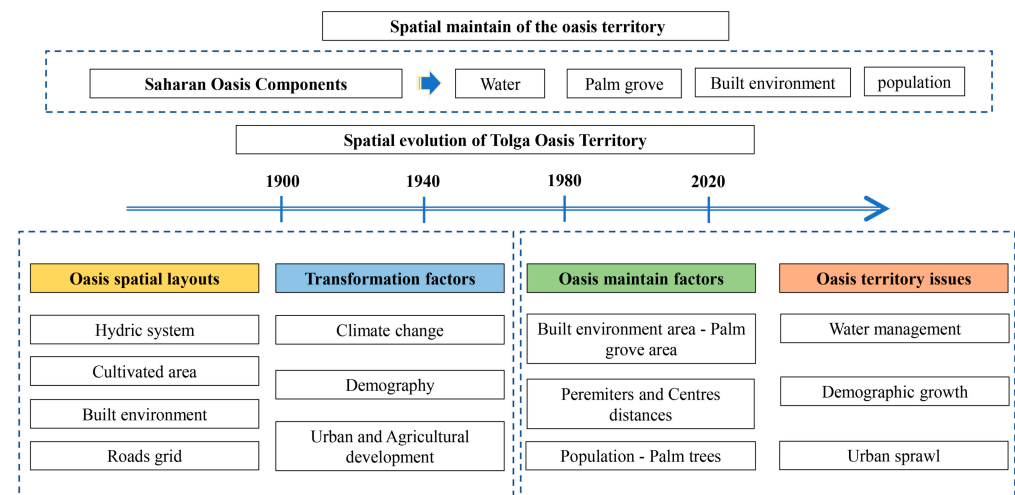 Spatial maintain of the oasis territory
Saharan Oasis Components
Water
Palm grove
Built environment
population
Spatial evolution of Tolga Oasis Territory
1900
1940
1980
2020
Oasis spatial layouts
Hydric system
Cultivated area
Built environment
Roads grid
Transformation factors
Climate change
Demography
Urban and Agricultural
development
Oasis maintain factors
Built environment area - Palm
grove area
Peremiters and Centres
distances
Population - Palm trees
Oasis territory issues
Water management
Demographic growth
Urban sprawl